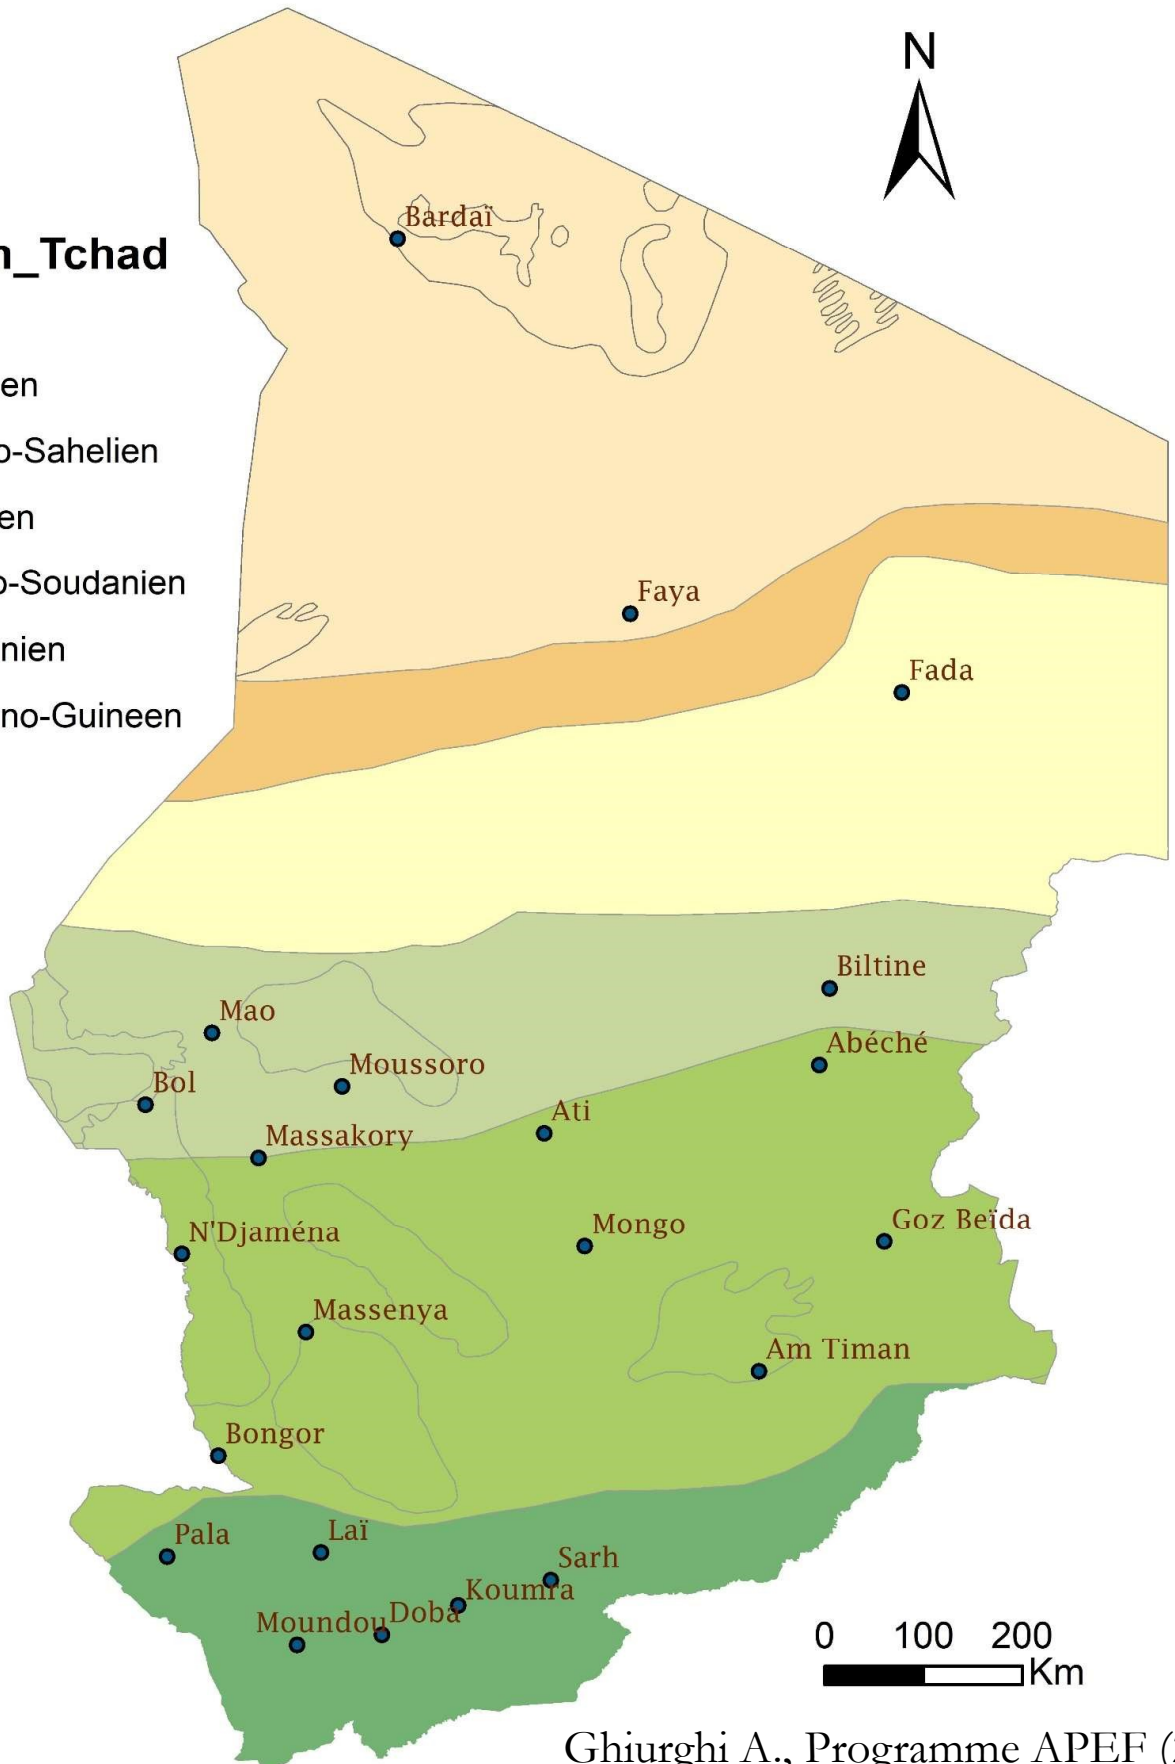 N
Bardaï
n_Tchad
en
o-Sahelien
en
o-Soudanien
nien
no-Guineen
Faya
Fada
Biltine
Mao
Abéché
Moussoro
Bol
Ati
Massakory
Goz Beïda
Mongo
N'Djaména
Massenya
Am Timan
Bongor
Laï
Pala
Sarh
Koumra
Doba
Moundou
0 100 200
Km
Ghiurghi A., Programme APEF (